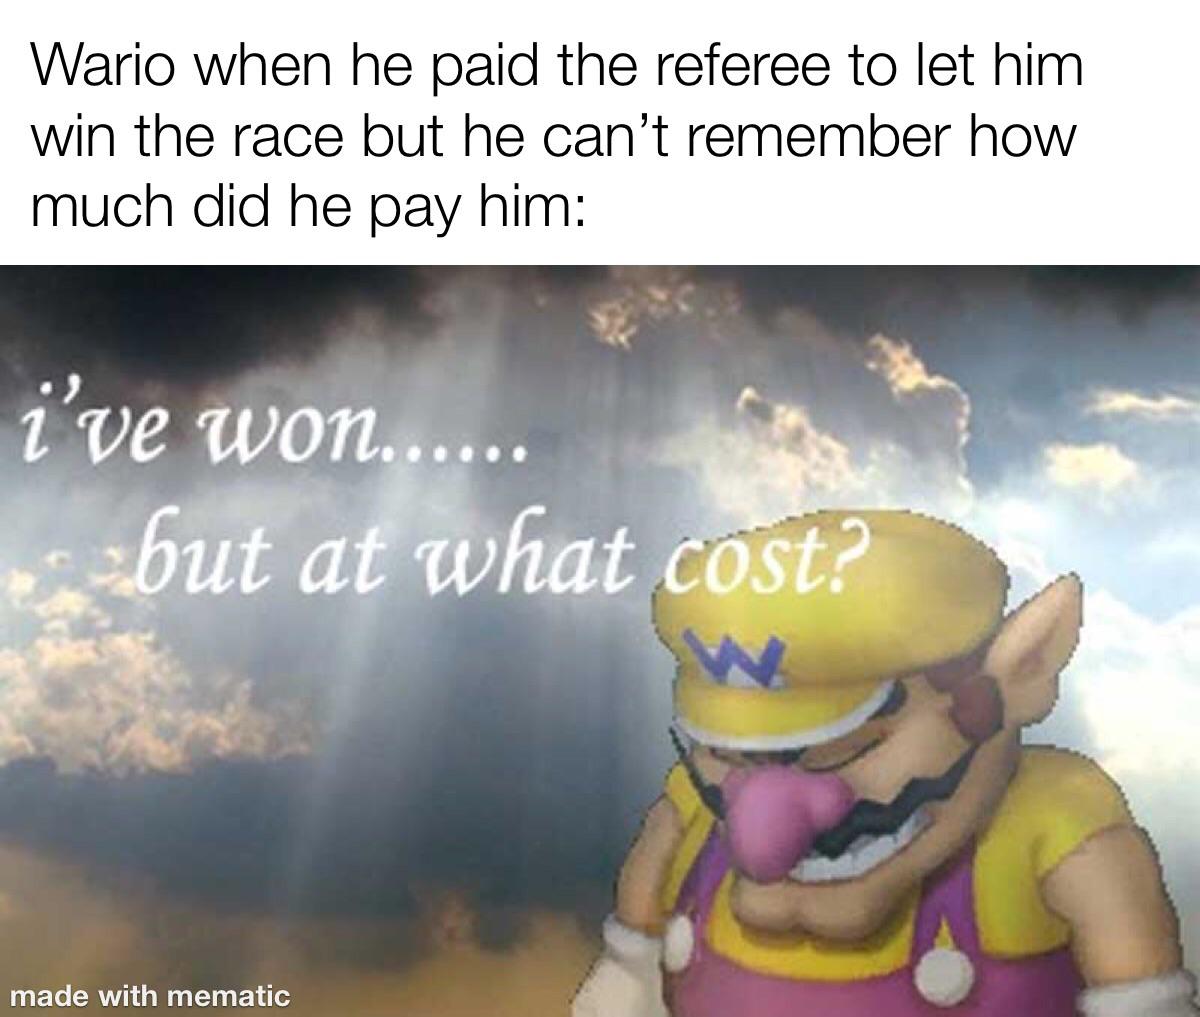 Wario when he paid the referee to let him
win the race but he can’t remember how
much did he pay him:
i’ve won......
but at what cost?
W
made with mematic